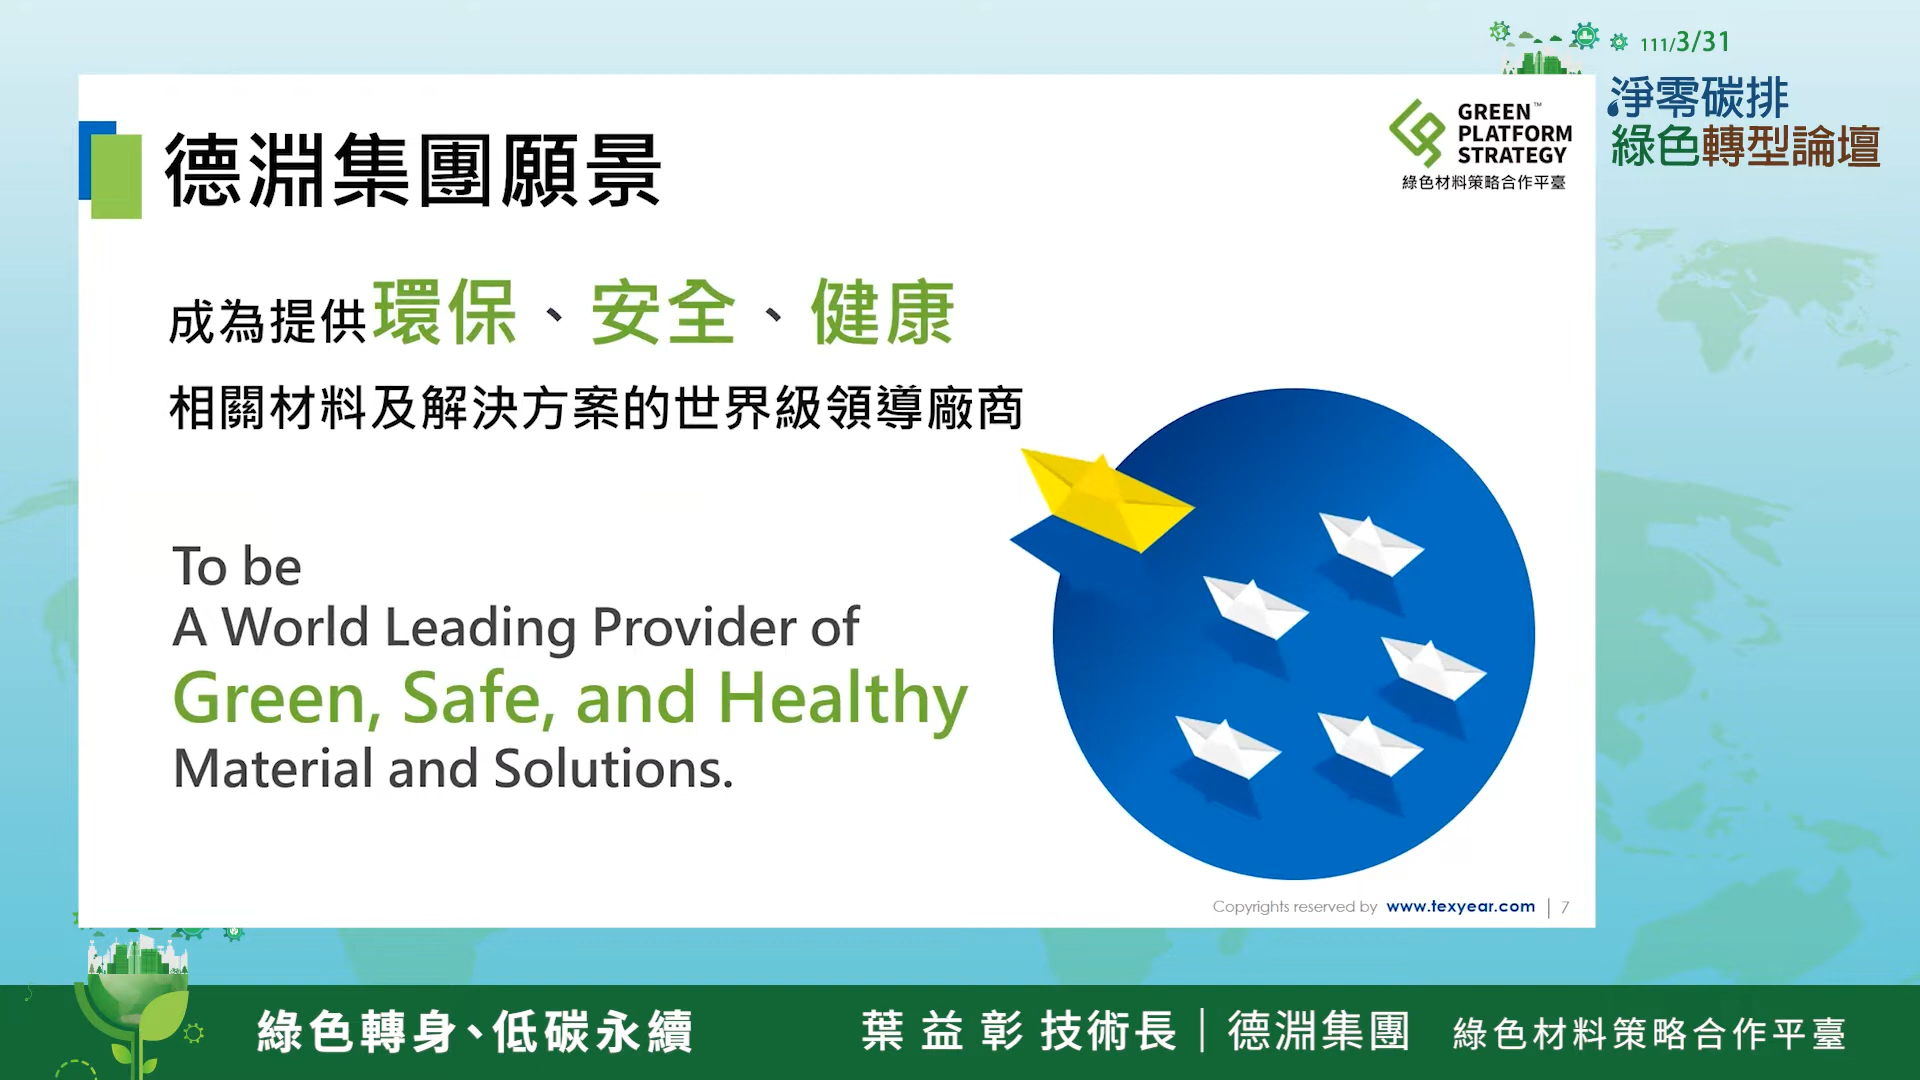 111/3/31
淨零碳排
綠色轉型論壇
GREEN™
PLATFORM
STRATEGY
綠色材料策略合作平臺
德淵集團願景
成為提供環保、安全、健康
相關材料及解決方案的世界級領導廠商
To be
A World Leading Provider of
Green, Safe, and Healthy
Material and Solutions.
Copyrights reserved by www.texyear.com | 7
綠色轉身、低碳永續
葉益彰 技術長｜德淵集團 綠色材料策略合作平臺